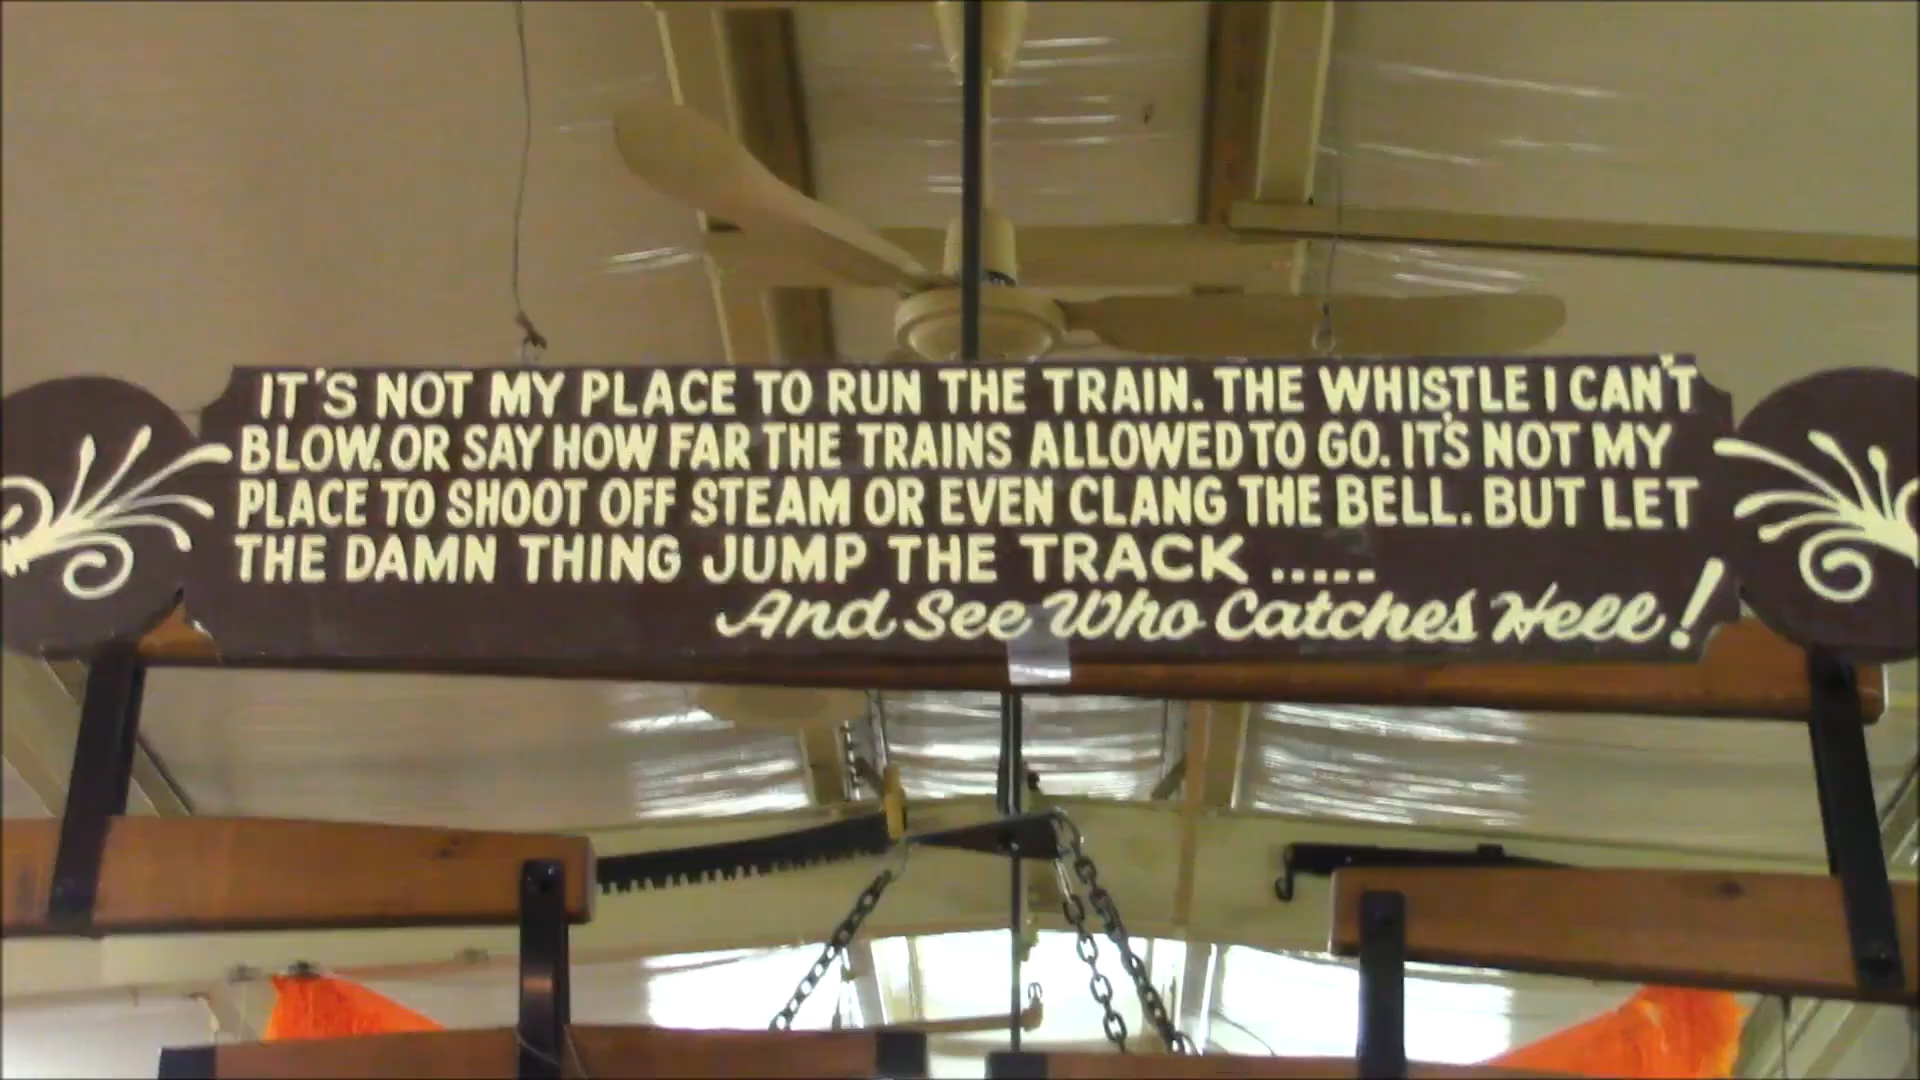 IT'S NOT MY PLACE TO RUN THE TRAIN. THE WHISTLE I CAN'T
BLOW. OR SAY HOW FAR THE TRAINS ALLOWED TO GO. IT'S NOT MY
PLACE TO SHOOT OFF STEAM OR EVEN CLANG THE BELL. BUT LET
THE DAMN THING JUMP THE TRACK .....
And See Who Catches Hell!